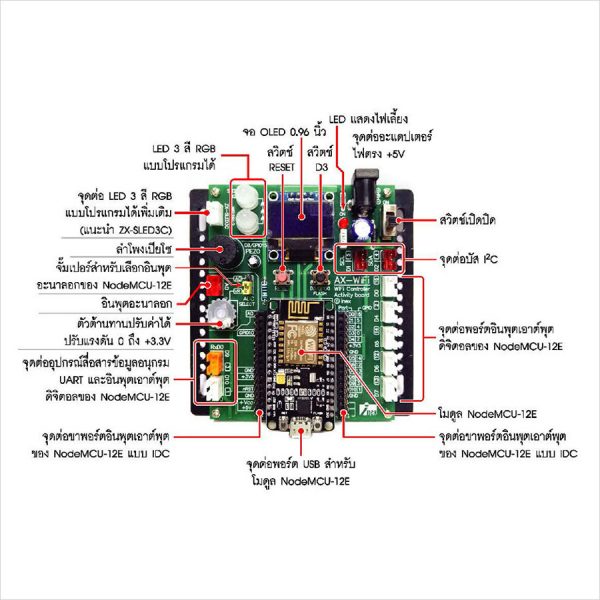 LED แสดงไฟเลี้ยง
จุดต่ออะแดปเตอร์
ไฟตรง +5V
จอ OLED 0.96 นิ้ว
สวิตช์
RESET
สวิตช์
D3
LED 3 สี RGB
แบบโปรแกรมได้
จุดต่อ LED 3 สี RGB
แบบโปรแกรมได้เพิ่มเติม
(แนะนำ ZX-SLED3C)
ลำโพงเปียโซ
จั๊มเปอร์สำหรับเลือกอินพุต
อะนาลอกของ NodeMCU-12E
อินพุตอะนาลอก
ตัวต้านทานปรับค่าได้
ปรับแรงดัน 0 ถึง +3.3V
จุดต่ออุปกรณ์สื่อสารข้อมูลอนุกรม
UART และอินพุตเอาต์พุต
ดิจิตอลของ NodeMCU-12E
จุดต่อขาพอร์ตอินพุตเอาต์พุต
ของ NodeMCU-12E แบบ IDC
จุดต่อพอร์ต USB สำหรับ
โมดูล NodeMCU-12E
สวิตช์เปิดปิด
จุดต่อบัส I²C
จุดต่อพอร์ตอินพุตเอาต์พุต
ดิจิตอลของ NodeMCU-12E
โมดูล NodeMCU-12E
จุดต่อขาพอร์ตอินพุตเอาต์พุต
ของ NodeMCU-12E แบบ IDC
AX-WiFi
WiFi Controller
Activity board
PIEZO
SCL
SDA
RxD0
FLASH